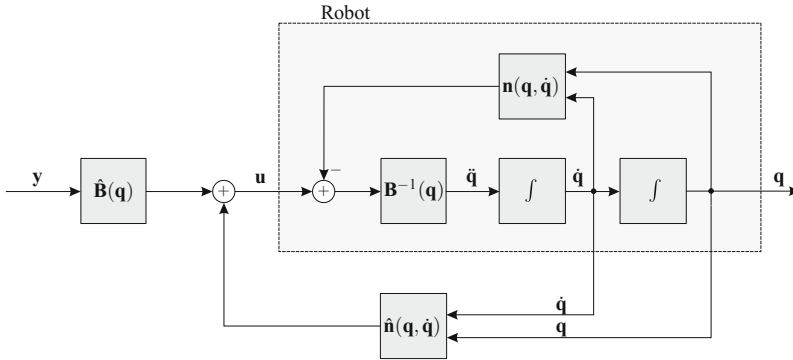 Robot
n(q, q̇)
−
y
B̂(q)
+
u
+
B⁻¹(q)
q̈
∫
q̇
∫
q
n̂(q, q̇)
q̇
q